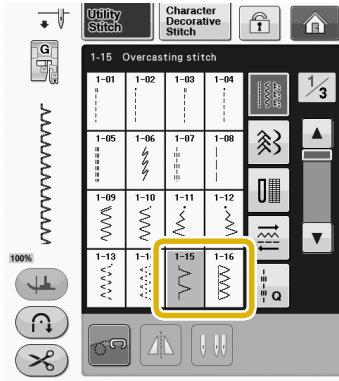 Utility Stitch
Character Decorative Stitch
G
1-15 Overcasting stitch
1/3
1-01 1-02 1-03 1-04
1-05 1-06 1-07 1-08
1-09 1-10 1-11 1-12
100%
1-13 1-14 1-15 1-16
Q